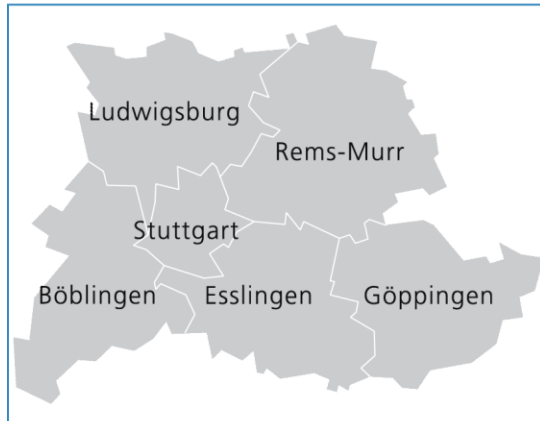 Ludwigsburg
Rems-Murr
Stuttgart
Böblingen
Esslingen
Göppingen